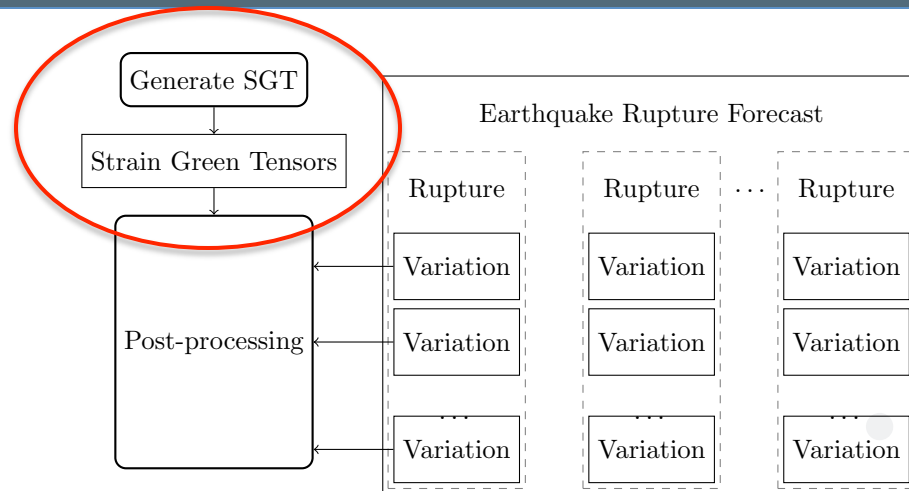 Generate SGT
Strain Green Tensors
Post-processing
Earthquake Rupture Forecast
Rupture Rupture ... Rupture
Variation Variation Variation
Variation Variation Variation
... ... ...
Variation Variation Variation